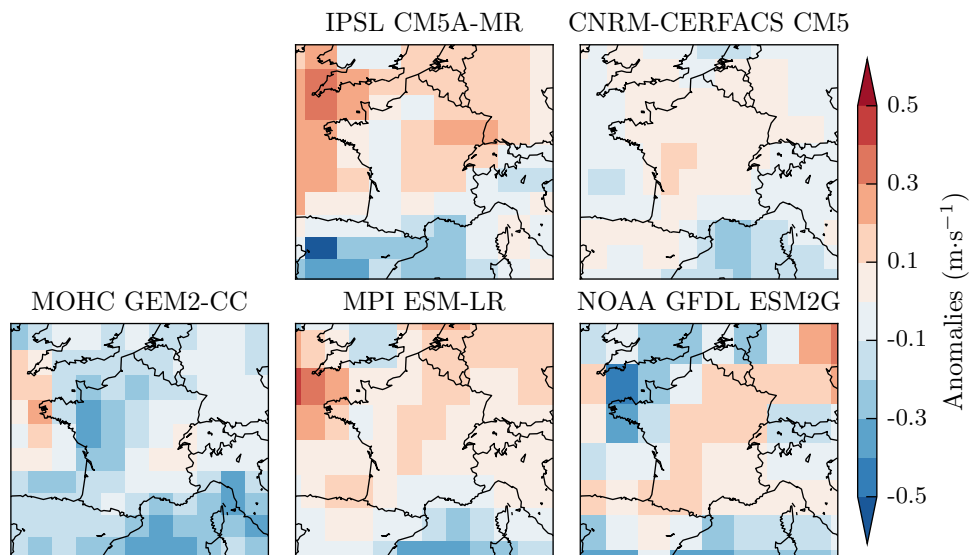 IPSL CM5A-MR
CNRM-CERFACS CM5
MOHC GEM2-CC
MPI ESM-LR
NOAA GFDL ESM2G
0.5
0.3
0.1
-0.1
-0.3
-0.5
Anomalies (m·s⁻¹)